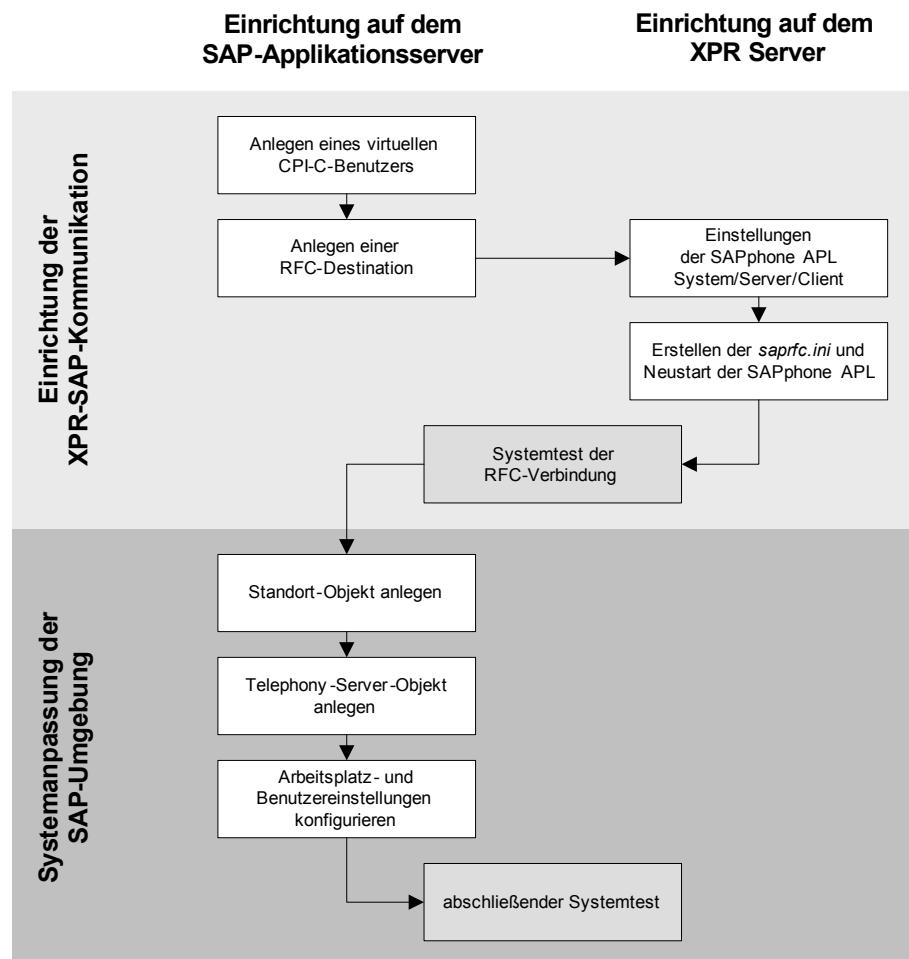 Einrichtung auf dem
SAP-Applikationsserver
Einrichtung auf dem
XPR Server
Einrichtung der
XPR-SAP-Kommunikation
Anlegen eines virtuellen
CPI-C-Benutzers
Anlegen einer
RFC-Destination
Einstellungen
der SAPphone APL
System/Server/Client
Erstellen der saprfc.ini und
Neustart der SAPphone APL
Systemtest der
RFC-Verbindung
Systemanpassung der
SAP-Umgebung
Standort-Objekt anlegen
Telephony-Server-Objekt
anlegen
Arbeitsplatz- und
Benutzereinstellungen
konfigurieren
abschließender Systemtest